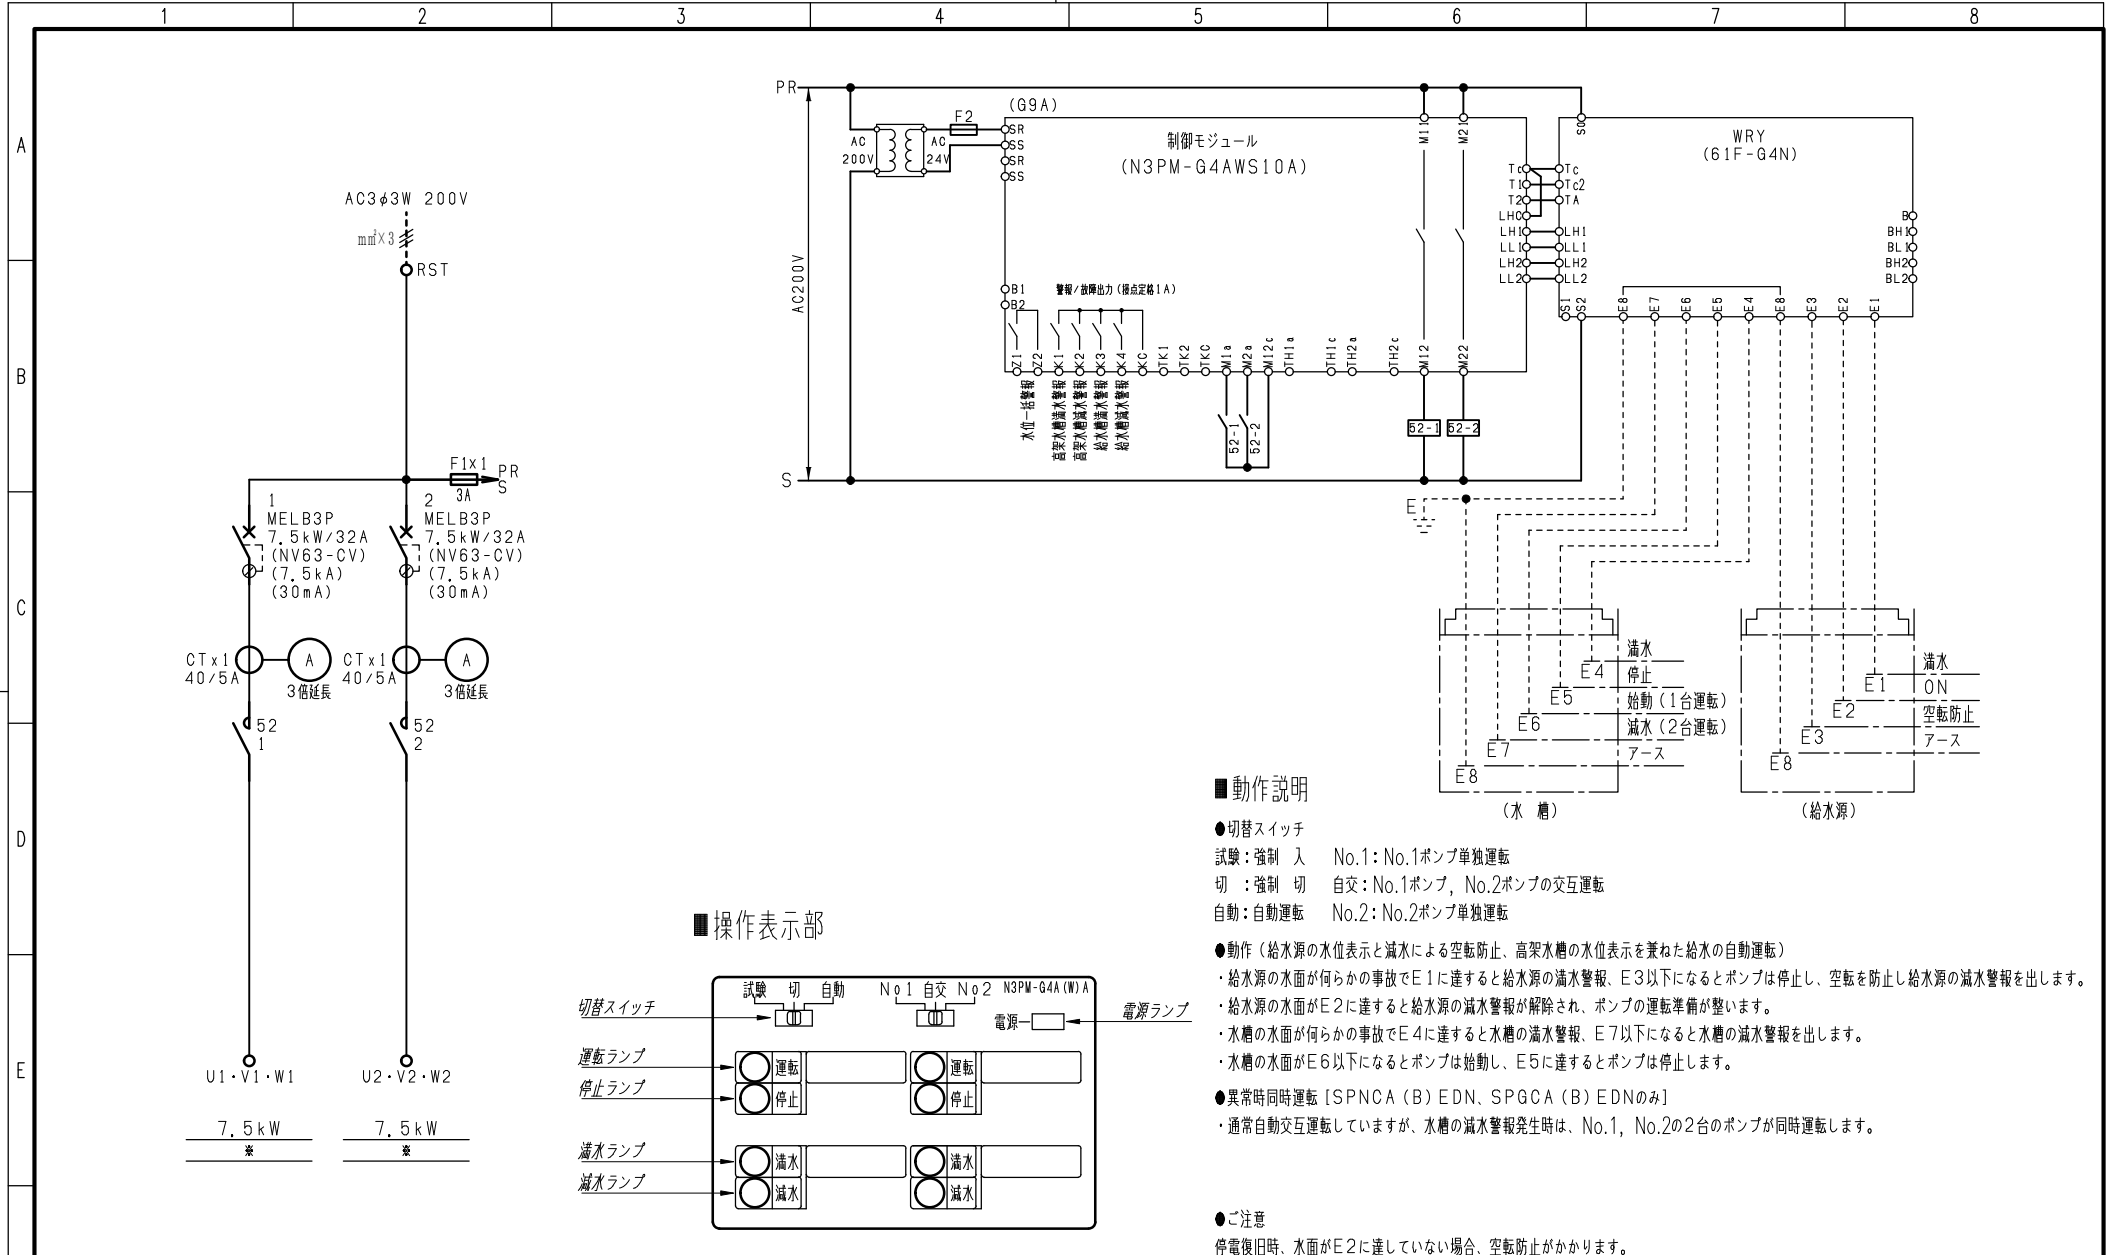 1 2 3 4 5 6 7 8
A
B
C
D
E
AC3φ3W 200V
mm²×3
RST
F1×1
3A
PR
S
1
MELB3P
7.5kW/32A
(NV63-CV)
(7.5kA)
(30mA)
2
MELB3P
7.5kW/32A
(NV63-CV)
(7.5kA)
(30mA)
CT×1
40/5A
A
3倍延長
CT×1
40/5A
A
3倍延長
52
1
52
2
U1・V1・W1
U2・V2・W2
7.5kW
※
7.5kW
※
PR
AC200V
S
AC
200V
AC
24V
F2
(G9A)
SR
SS
SR
SS
制御モジュール
(N3PM-G4AWS10A)
M11
M21
B1
B2
警報/故障出力(接点定格1A)
Z1 Z2 K1 K2 K3 K4 KC TK1 TK2 TKC M1a M2a M12c TH1a TH1c TH2a TH2c M12 M22
水位一括警報
高架水槽満水警報
高架水槽減水警報
給水槽満水警報
給水槽減水警報
52-1
52-2
52-1
52-2
Tc
T1
T2
LHC
LH1
LL1
LH2
LL2
Tc
Tc2
TA
LH1
LL1
LH2
LL2
S0
WRY
(61F-G4N)
B
BH1
BL1
BH2
BL2
S1 S2 E8 E7 E6 E5 E4 E8 E3 E2 E1
E
満水
E4
停止
E5
始動(1台運転)
E6
減水(2台運転)
E7
アース
E8
(水 槽)
満水
E1
ON
E2
空転防止
E3
アース
E8
(給水源)
■動作説明
●切替スイッチ
試験:強制 入 No.1:No.1ポンプ単独運転
切 :強制 切 自交:No.1ポンプ, No.2ポンプの交互運転
自動:自動運転 No.2:No.2ポンプ単独運転
●動作(給水源の水位表示と減水による空転防止、高架水槽の水位表示を兼ねた給水の自動運転)
・給水源の水面が何らかの事故でE1に達すると給水源の満水警報、E3以下になるとポンプは停止し、空転を防止し給水源の減水警報を出します。
・給水源の水面がE2に達すると給水源の減水警報が解除され、ポンプの運転準備が整います。
・水槽の水面が何らかの事故でE4に達すると水槽の満水警報、E7以下になると水槽の減水警報を出します。
・水槽の水面がE6以下になるとポンプは始動し、E5に達するとポンプは停止します。
●異常時同時運転[SPNCA(B)EDN、SPGCA(B)EDNのみ]
・通常自動交互運転していますが、水槽の減水警報発生時は、No.1, No.2の2台のポンプが同時運転します。
●ご注意
停電復旧時、水面がE2に達していない場合、空転防止がかかります。
■操作表示部
試験 切 自動 No1 自交 No2 N3PM-G4A(W)A
切替スイッチ
電源
電源ランプ
運転ランプ
運転
運転
停止ランプ
停止
停止
満水ランプ
満水
満水
減水ランプ
減水
減水